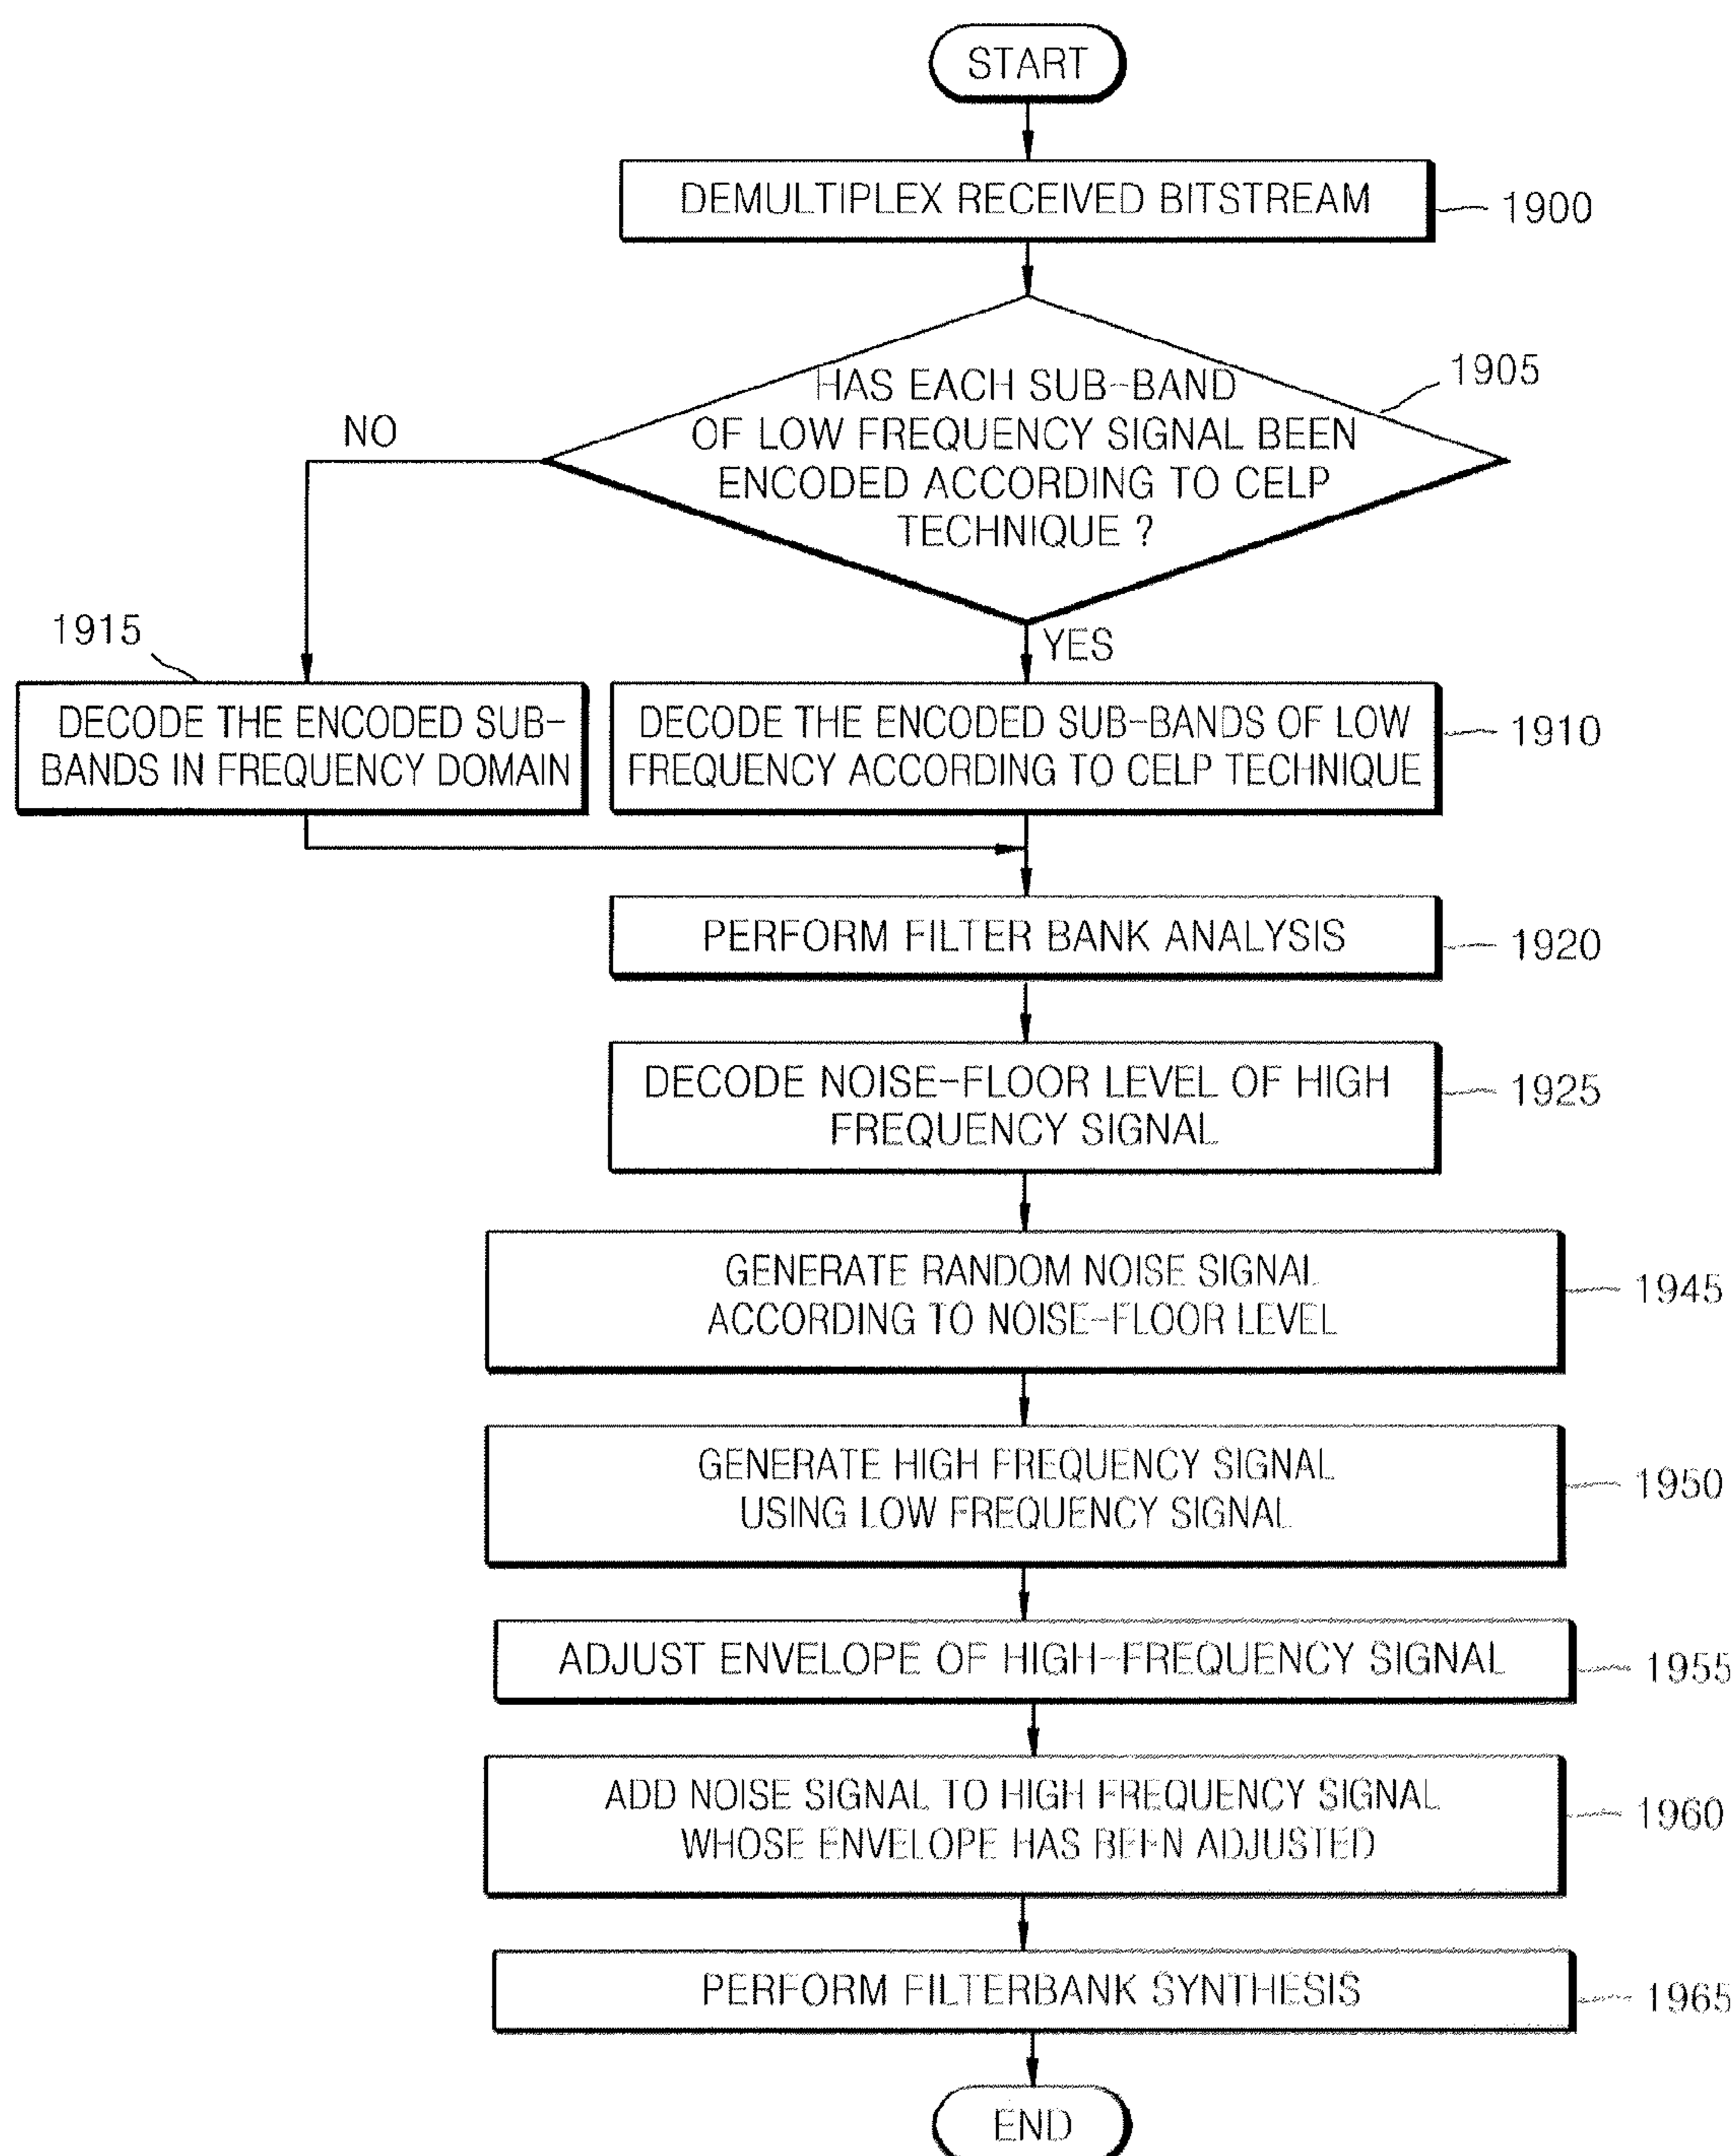 START
DEMULTIPLEX RECEIVED BITSTREAM
1900
HAS EACH SUB-BAND
OF LOW FREQUENCY SIGNAL BEEN
ENCODED ACCORDING TO CELP
TECHNIQUE ?
1905
NO
YES
1915
DECODE THE ENCODED SUB-
BANDS IN FREQUENCY DOMAIN
DECODE THE ENCODED SUB-BANDS OF LOW
FREQUENCY ACCORDING TO CELP TECHNIQUE
1910
PERFORM FILTER BANK ANALYSIS
1920
DECODE NOISE-FLOOR LEVEL OF HIGH
FREQUENCY SIGNAL
1925
GENERATE RANDOM NOISE SIGNAL
ACCORDING TO NOISE-FLOOR LEVEL
1945
GENERATE HIGH FREQUENCY SIGNAL
USING LOW FREQUENCY SIGNAL
1950
ADJUST ENVELOPE OF HIGH-FREQUENCY SIGNAL
1955
ADD NOISE SIGNAL TO HIGH FREQUENCY SIGNAL
WHOSE ENVELOPE HAS BEEN ADJUSTED
1960
PERFORM FILTERBANK SYNTHESIS
1965
END